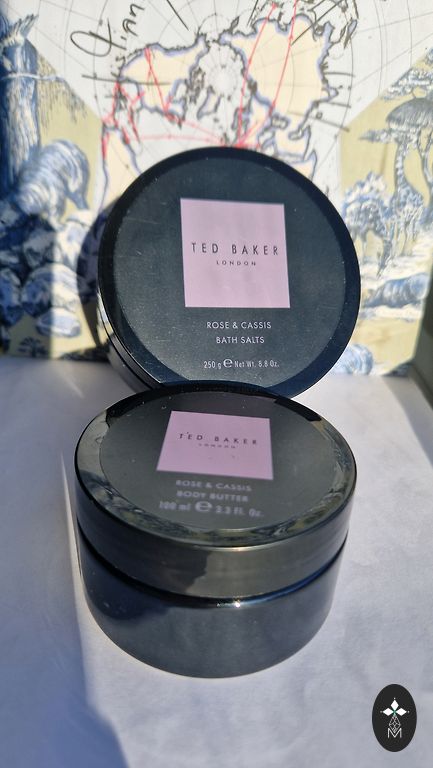 TED BAKER
LONDON
ROSE & CASSIS
BATH SALTS
250 g ℮ Net Wt. 8.8 Oz.
TED BAKER
LONDON
ROSE & CASSIS
BODY BUTTER
100 ml ℮ 3.3 fl. Oz.
M